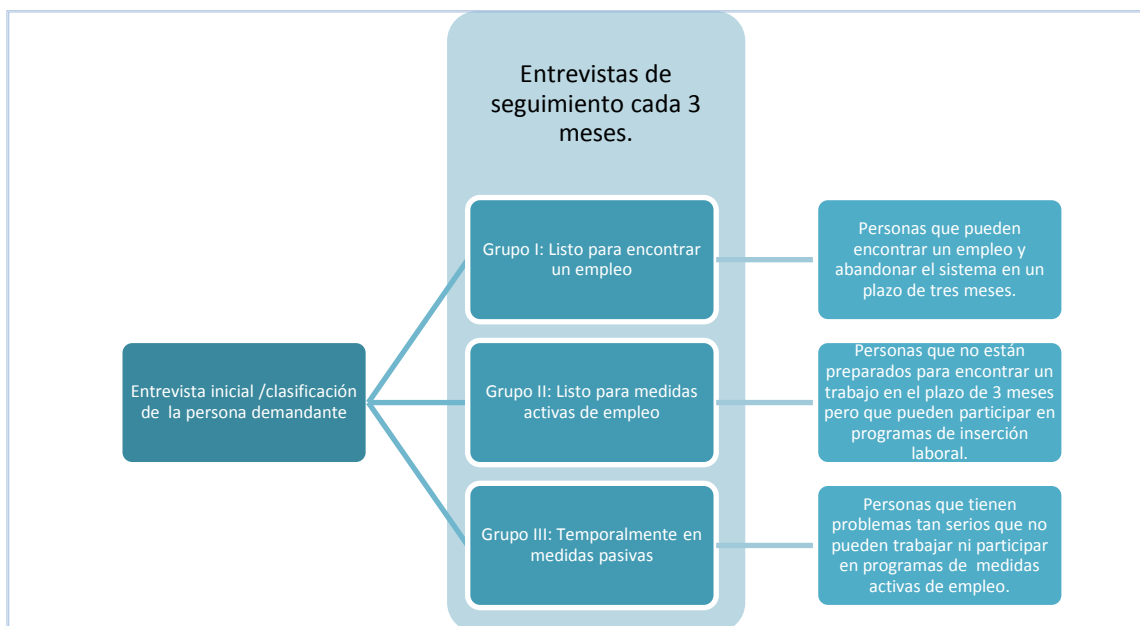 Entrevistas de
seguimiento cada 3
meses.
Entrevista inicial /clasificación
de la persona demandante
Grupo I: Listo para encontrar
un empleo
Personas que pueden
encontrar un empleo y
abandonar el sistema en un
plazo de tres meses.
Grupo II: Listo para medidas
activas de empleo
Personas que no están
preparados para encontrar un
trabajo en el plazo de 3 meses
pero que pueden participar en
programas de inserción
laboral.
Grupo III: Temporalmente en
medidas pasivas
Personas que tienen
problemas tan serios que no
pueden trabajar ni participar
en programas de medidas
activas de empleo.